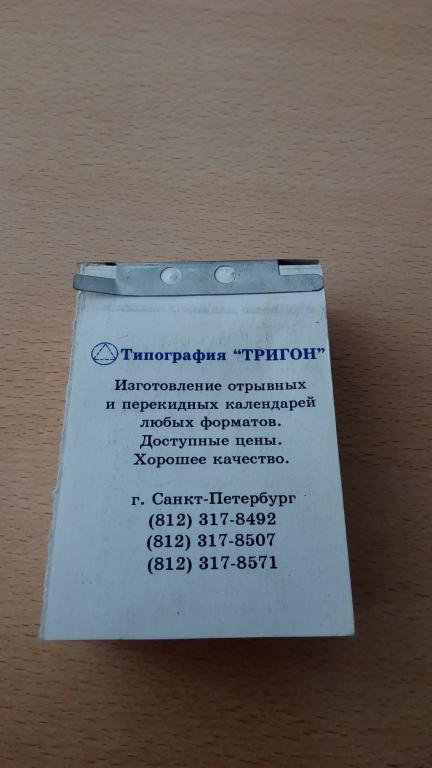 Типография “ТРИГОН”
Изготовление отрывных
и перекидных календарей
любых форматов.
Доступные цены.
Хорошее качество.
г. Санкт-Петербург
(812) 317-8492
(812) 317-8507
(812) 317-8571